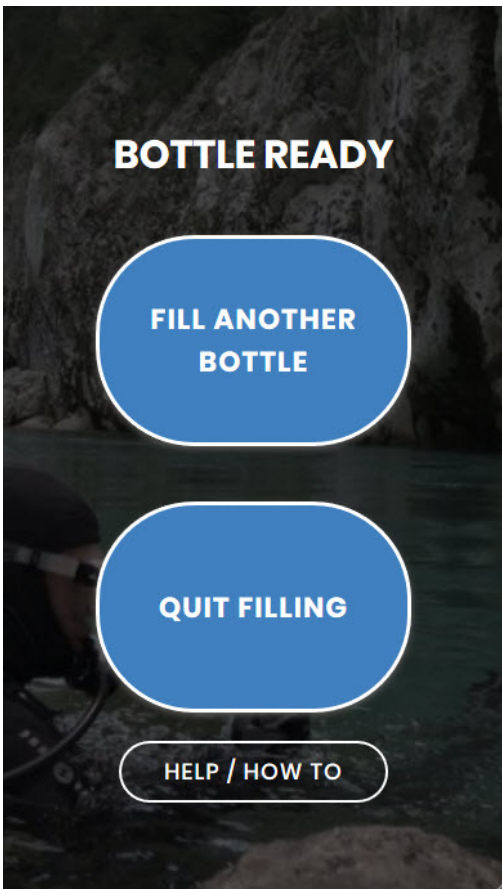 BOTTLE READY
FILL ANOTHER
BOTTLE
QUIT FILLING
HELP / HOW TO